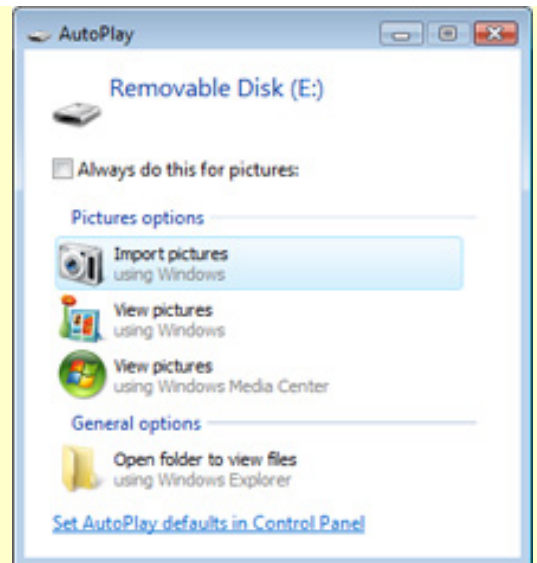 AutoPlay
Removable Disk (E:)
Always do this for pictures:
Pictures options
Import pictures
using Windows
View pictures
using Windows
View pictures
using Windows Media Center
General options
Open folder to view files
using Windows Explorer
Set AutoPlay defaults in Control Panel